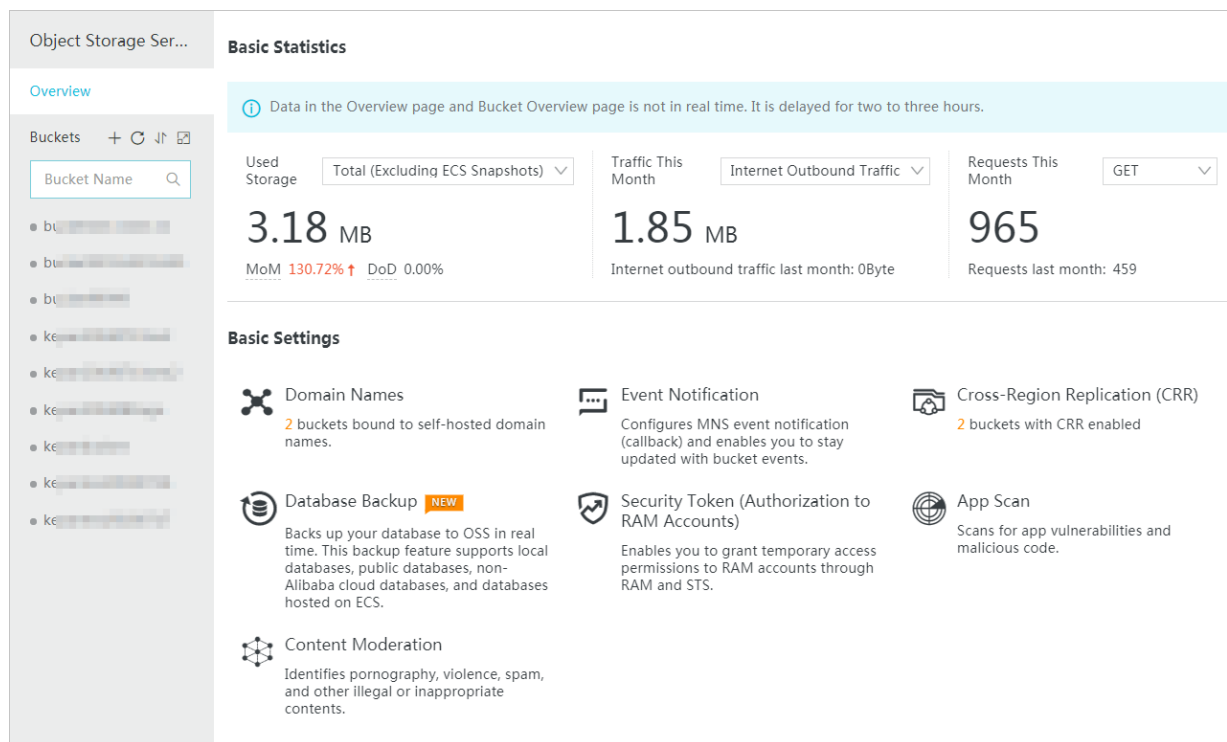 Object Storage Ser...
Overview
Buckets
Bucket Name
bu
bu
bu
ke
ke
ke
ke
ke
ke
Basic Statistics
Data in the Overview page and Bucket Overview page is not in real time. It is delayed for two to three hours.
Used
Storage
Total (Excluding ECS Snapshots)
3.18 MB
MoM 130.72% ↑ DoD 0.00%
Traffic This
Month
Internet Outbound Traffic
1.85 MB
Internet outbound traffic last month: 0Byte
Requests This
Month
GET
965
Requests last month: 459
Basic Settings
Domain Names
2 buckets bound to self-hosted domain
names.
Event Notification
Configures MNS event notification
(callback) and enables you to stay
updated with bucket events.
Cross-Region Replication (CRR)
2 buckets with CRR enabled
Database Backup NEW
Backs up your database to OSS in real
time. This backup feature supports local
databases, public databases, non-
Alibaba cloud databases, and databases
hosted on ECS.
Security Token (Authorization to
RAM Accounts)
Enables you to grant temporary access
permissions to RAM accounts through
RAM and STS.
App Scan
Scans for app vulnerabilities and
malicious code.
Content Moderation
Identifies pornography, violence, spam,
and other illegal or inappropriate
contents.